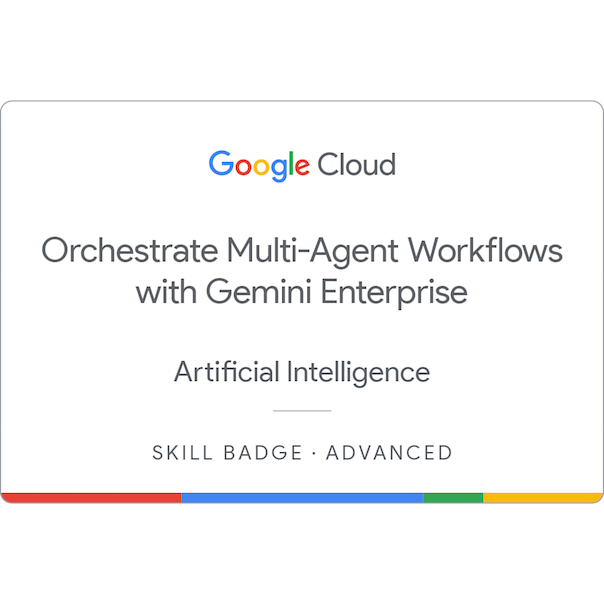 Google Cloud
Orchestrate Multi-Agent Workflows
with Gemini Enterprise
Artificial Intelligence
SKILL BADGE · ADVANCED